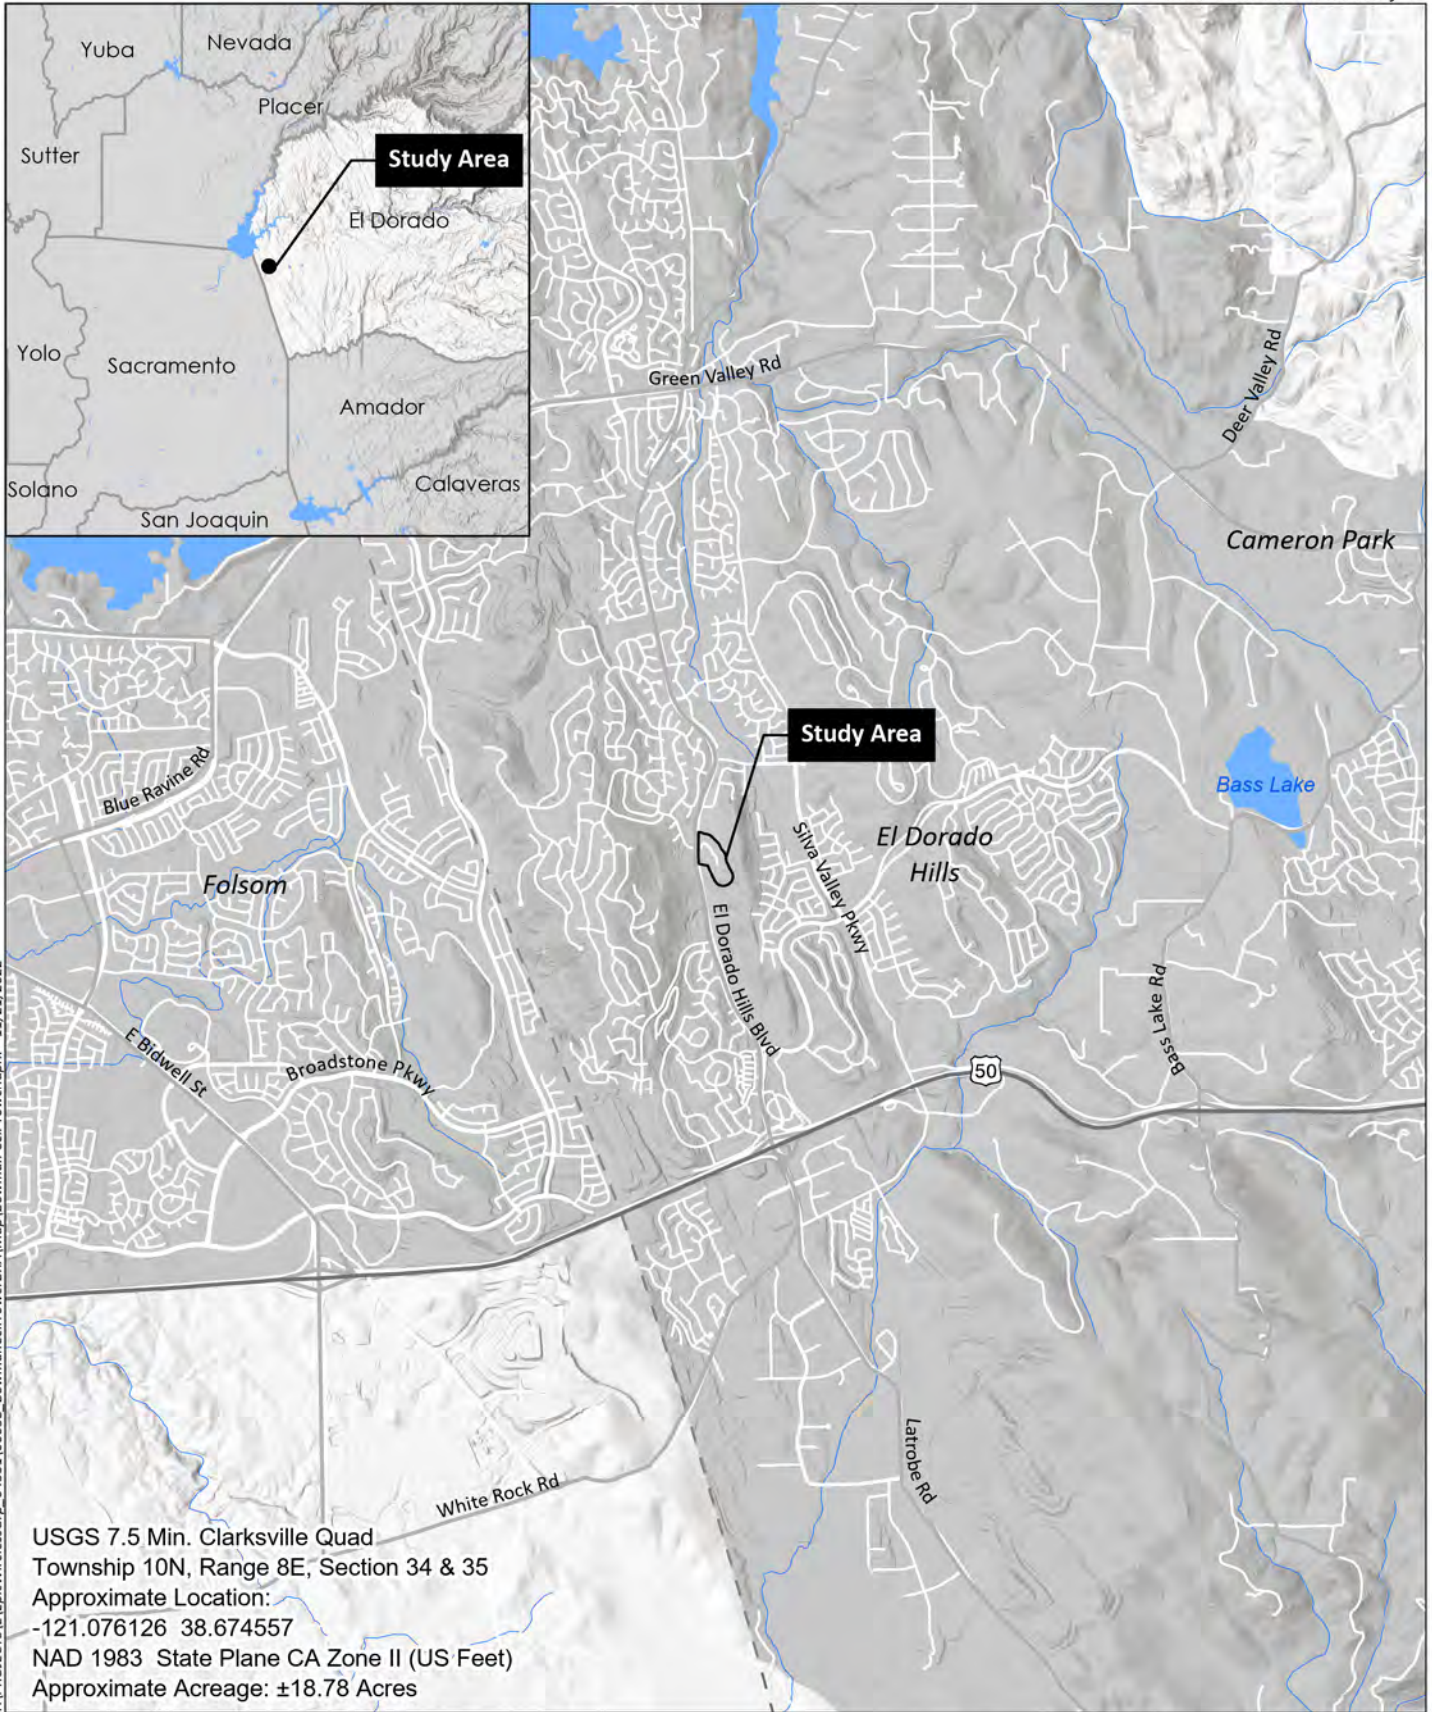 Yuba
Nevada
Placer
Sutter
Study Area
El Dorado
Yolo
Sacramento
Amador
Solano
Calaveras
San Joaquin
Green Valley Rd
Deer Valley Rd
Cameron Park
Study Area
Blue Ravine Rd
Bass Lake
Silva Valley Pkwy
El Dorado
Hills
Folsom
El Dorado Hills Blvd
Bass Lake Rd
E Bidwell St
Broadstone Pkwy
50
Latrobe Rd
White Rock Rd
USGS 7.5 Min. Clarksville Quad
Township 10N, Range 8E, Section 34 & 35
Approximate Location:
-121.076126 38.674557
NAD 1983 State Plane CA Zone II (US Feet)
Approximate Acreage: ±18.78 Acres